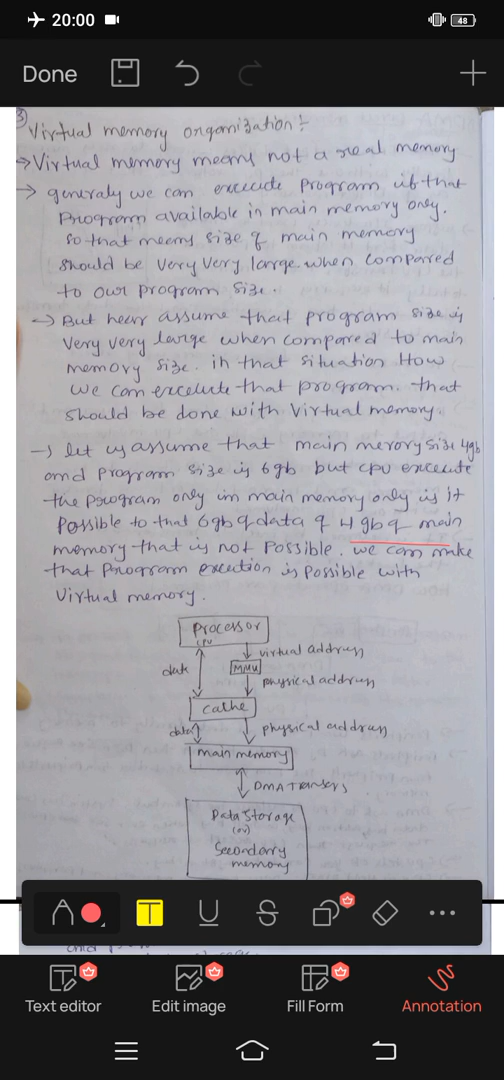 20:00
48
Done
3
Virtual memory organization :-
→ Virtual memory means not a real memory
→ generaly we can execute program if that
Program available in main memory only.
so that means size of main memory
should be very very large when compared
to our program size.
→ But hear assume that program size is
very very large when compared to main
memory size. in that situation How
we can excelute that program. that
should be done with Virtual memory.
→ let us assume that main merory size 4gb
and program size is 6gb but cpu excecute
the program only in main memory only is it
Possible to that 6gb of data of 4gb of main
memory that is not Possible. we can make
that Program execution is possible with
Virtual memory.
Processor
CPU
virtual address
data
MMU
physical address
cathe
data
physical address
main memory
DMA Transers
Data Storage
(or)
Secondary
memory
T
U
S
Text editor
Edit image
Fill Form
Annotation